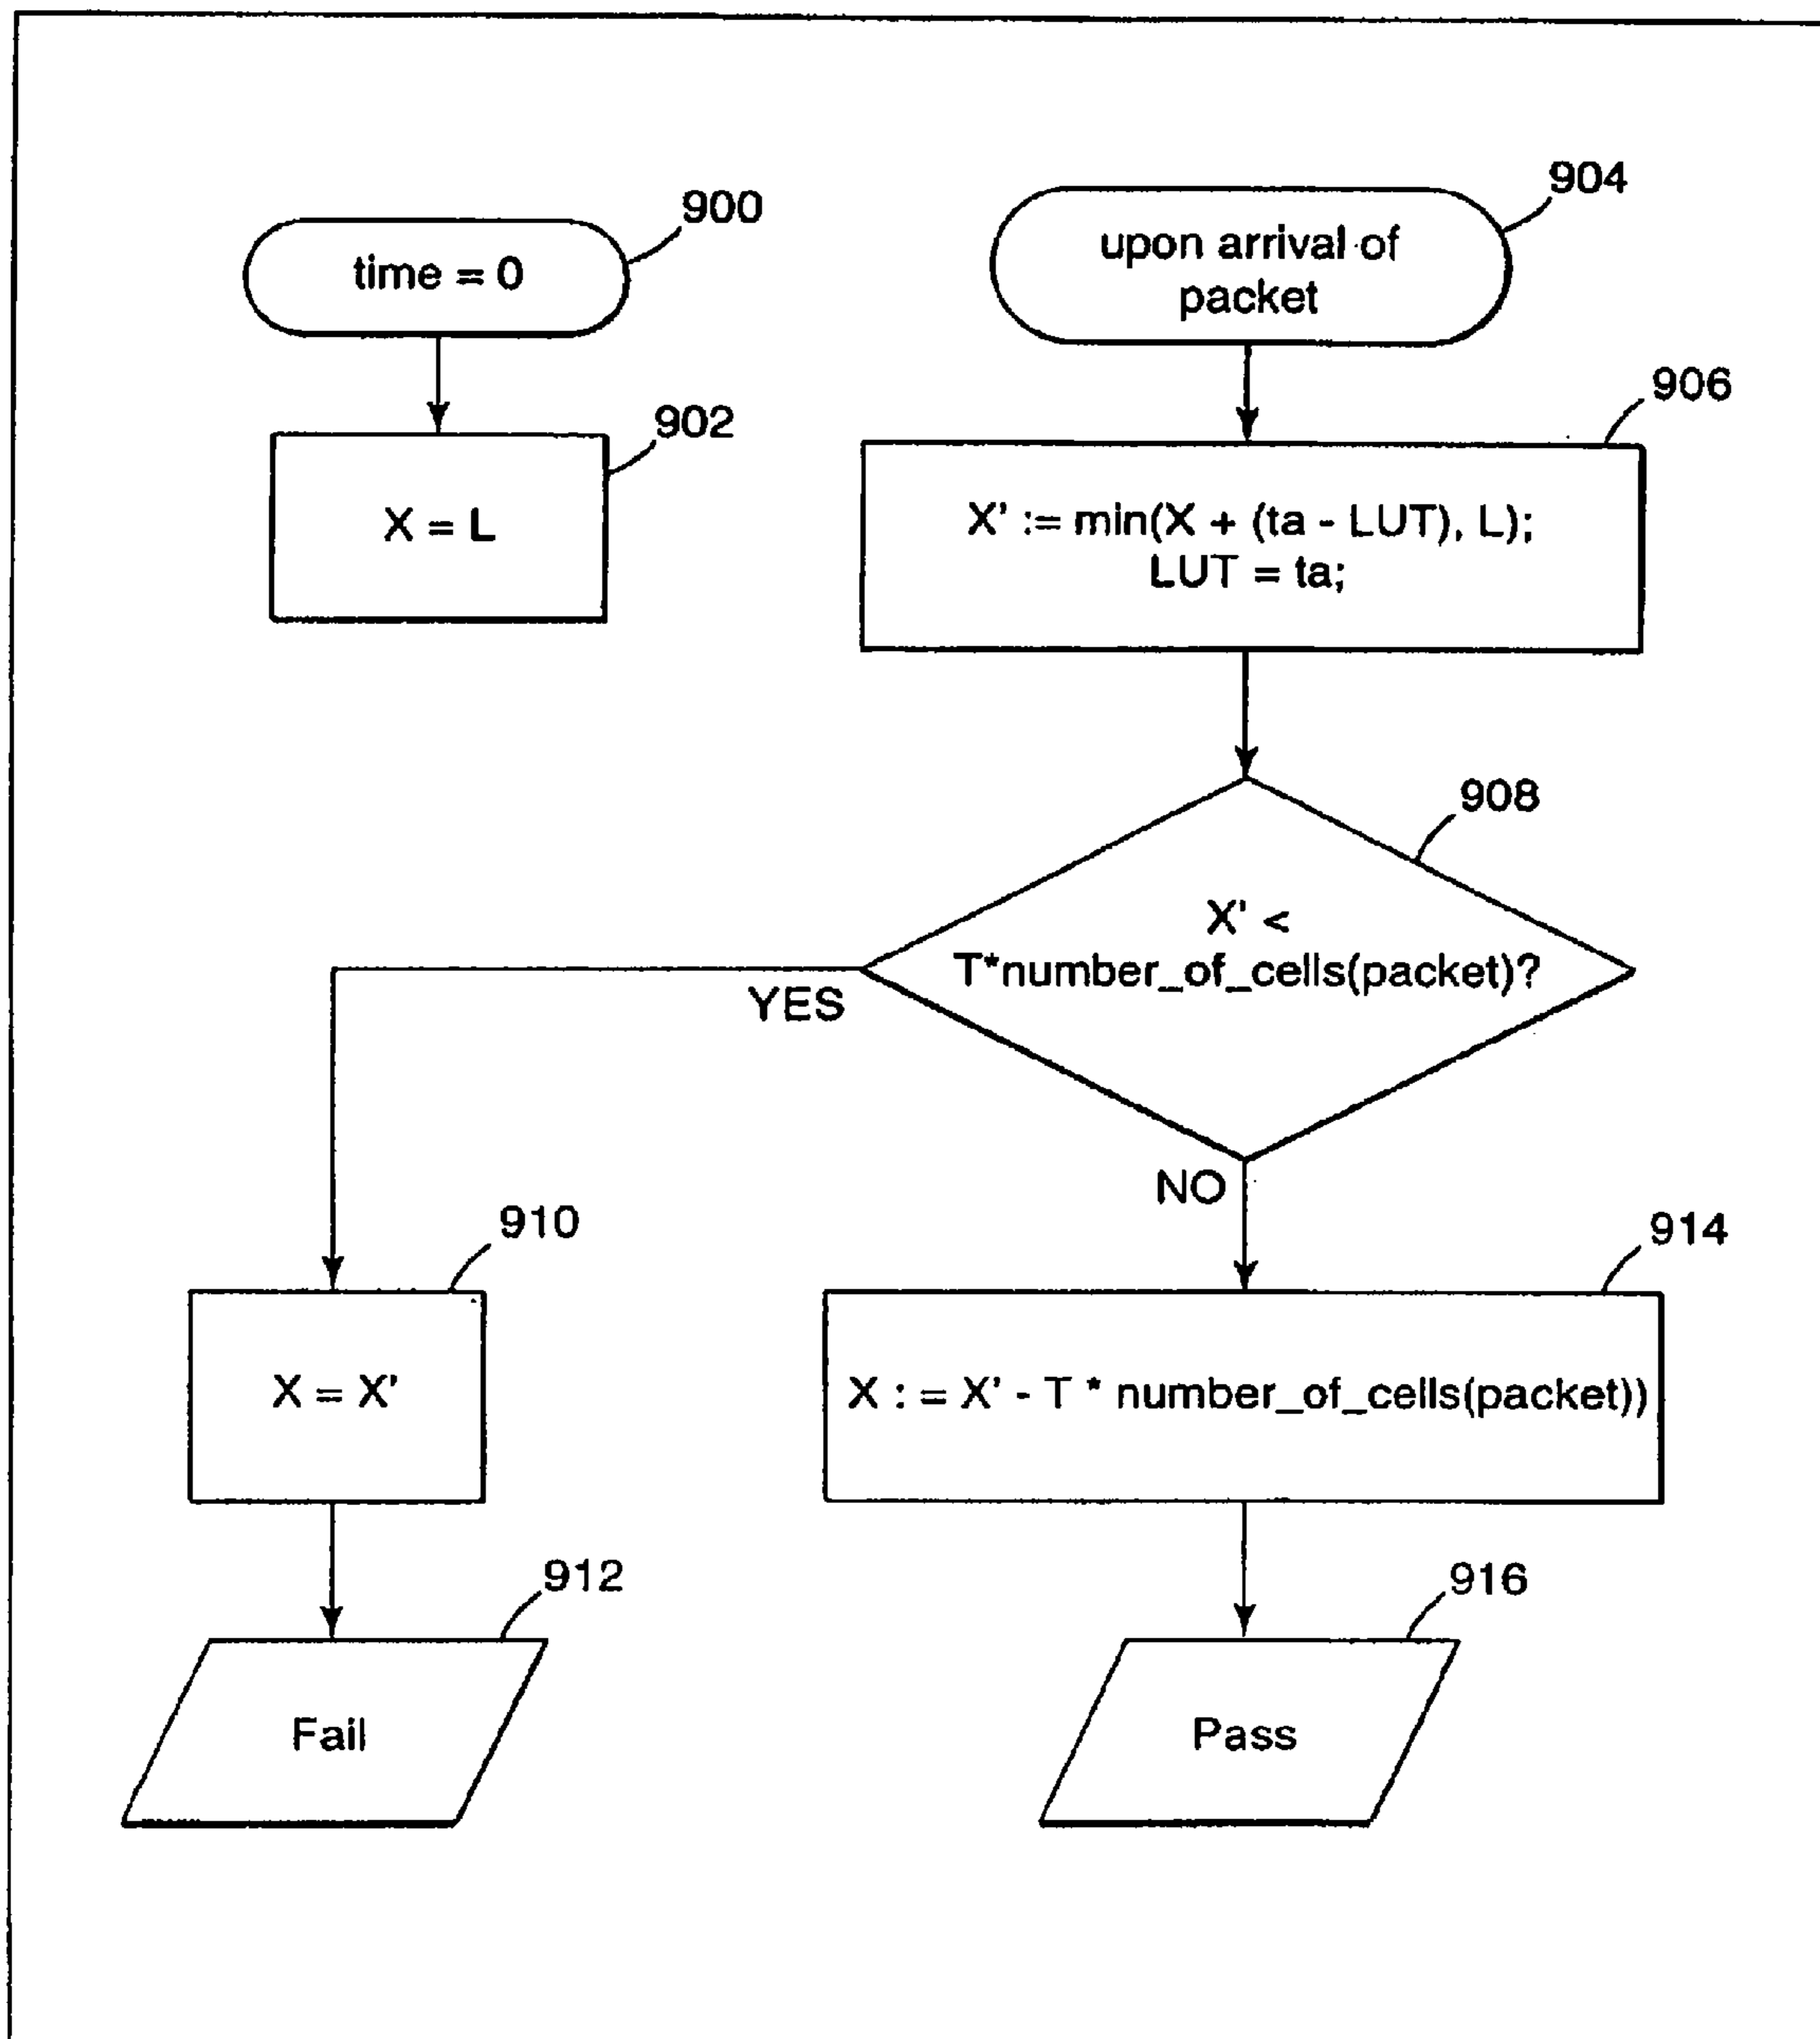 900
time = 0
902
X = L
904
upon arrival of
packet
906
X' := min(X + (ta - LUT), L);
LUT = ta;
908
X' <
T*number_of_cells(packet)?
YES
NO
910
X = X'
912
Fail
914
X : = X' - T * number_of_cells(packet))
916
Pass